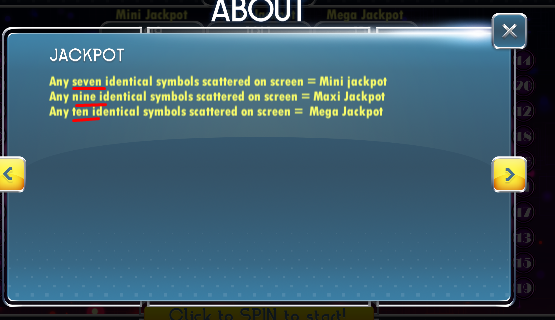 Mini Jackpot
Mega Jackpot
ABOUT
JACKPOT
Any seven identical symbols scattered on screen = Mini jackpot
Any nine identical symbols scattered on screen = Maxi Jackpot
Any ten identical symbols scattered on screen = Mega Jackpot
Click to SPIN to start!